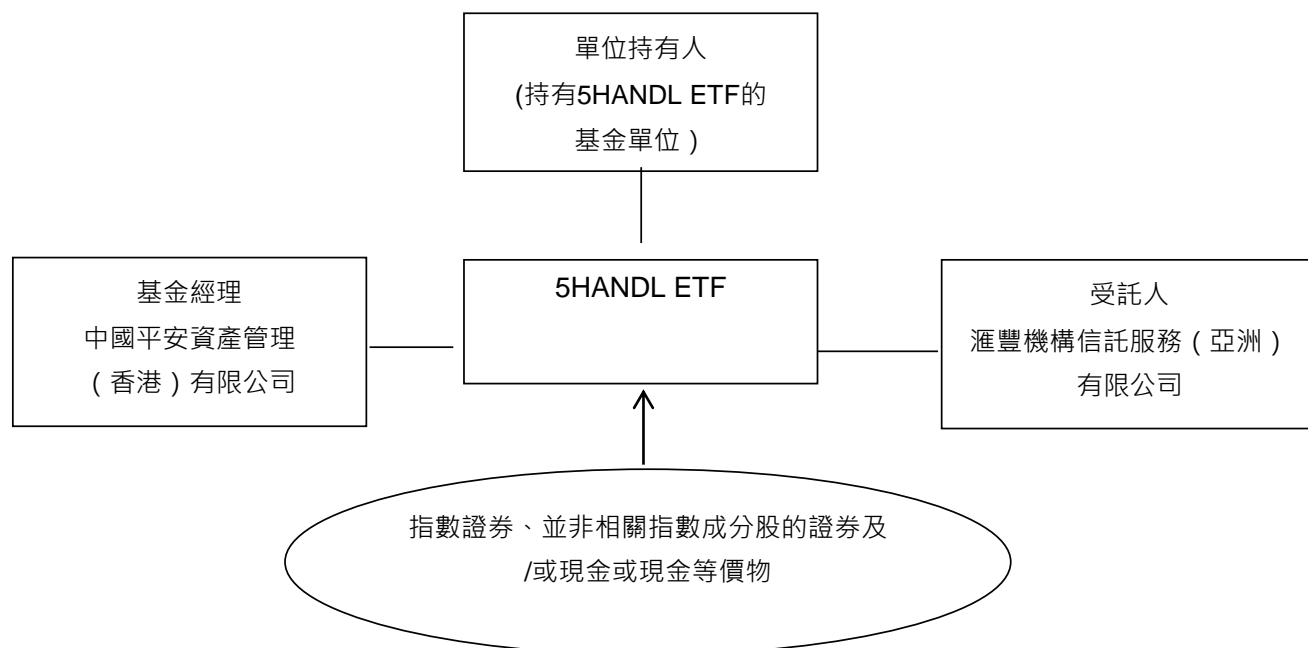 單位持有人
(持有5HANDL ETF的
基金單位）
基金經理
中國平安資產管理
（香港）有限公司
5HANDL ETF
受託人
滙豐機構信託服務（亞洲）
有限公司
指數證券、並非相關指數成分股的證券及
/或現金或現金等價物